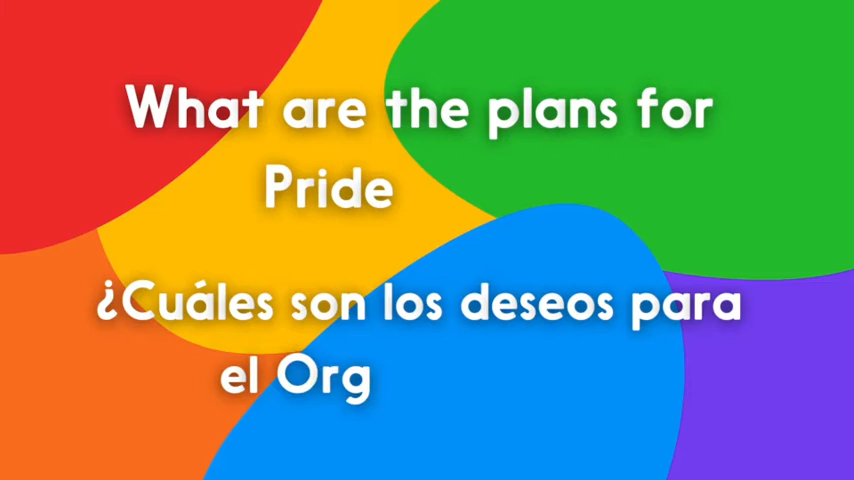 What are the plans for
Pride
¿Cuáles son los deseos para
el Org